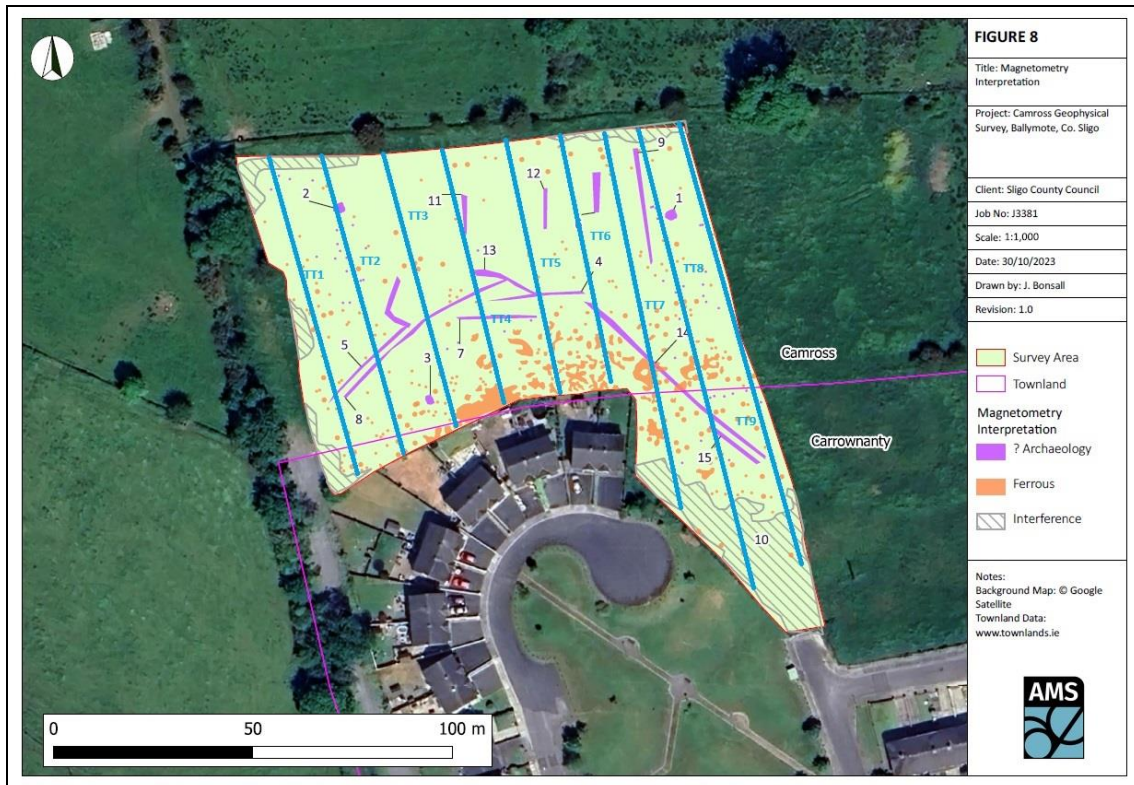 FIGURE 8
Title: Magnetometry
Interpretation
Project: Camross Geophysical
Survey, Ballymote, Co. Sligo
Client: Sligo County Council
Job No: J3381
Scale: 1:1,000
Date: 30/10/2023
Drawn by: J. Bonsall
Revision: 1.0
Survey Area
Townland
Magnetometry
Interpretation
? Archaeology
Ferrous
Interference
Notes:
Background Map: © Google
Satellite
Townland Data:
www.townlands.ie
AMS
9
12
2
11
1
TT3
TT6
13
TT5
TT8
TT1
TT2
4
TT7
TT4
7
14
5
3
8
Camross
TT9
Carrownanty
15
10
0 50 100 m